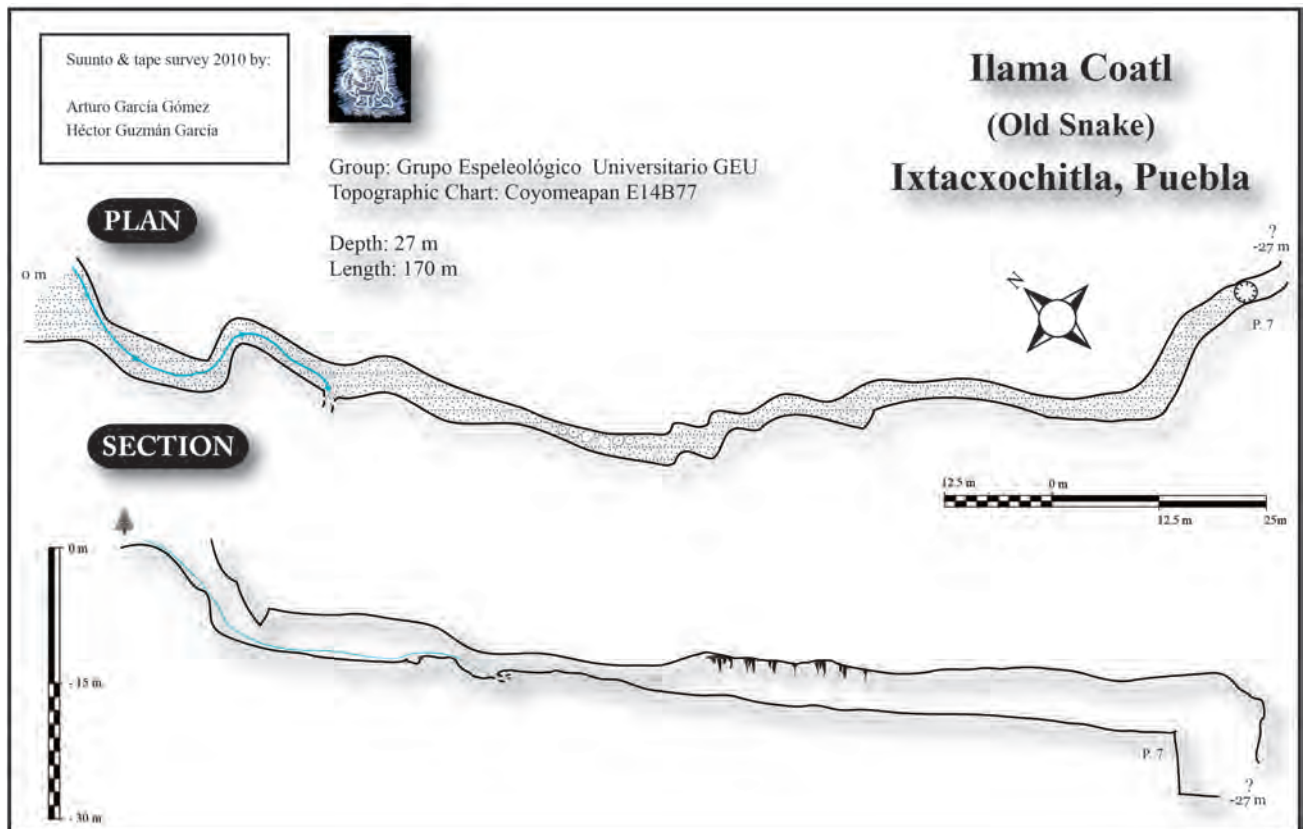 Suunto & tape survey 2010 by:
Arturo García Gómez
Héctor Guzmán García
Group: Grupo Espeleológico Universitario GEU
Topographic Chart: Coyomeapan E14B77
Depth: 27 m
Length: 170 m
Ilama Coatl
(Old Snake)
Ixtacxochitla, Puebla
PLAN
0 m
N
?
-27 m
P. 7
12.5 m
0 m
12.5 m
25m
SECTION
0 m
- 15 m
- 30 m
P. 7
?
-27 m